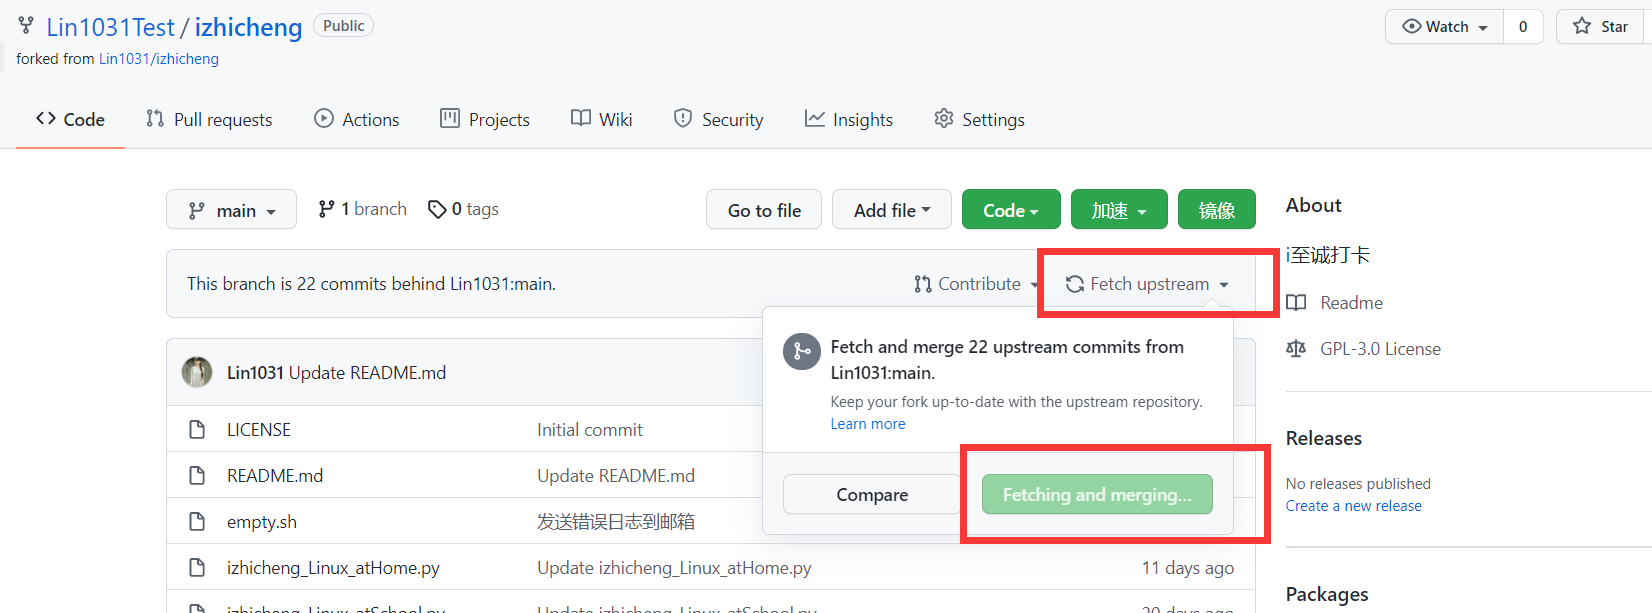 Lin1031Test / izhicheng Public
Watch 0 Star
forked from Lin1031/izhicheng
Code Pull requests Actions Projects Wiki Security Insights Settings
main 1 branch 0 tags Go to file Add file Code 加速 镜像
This branch is 22 commits behind Lin1031:main. Contribute Fetch upstream
Fetch and merge 22 upstream commits from
Lin1031:main.
Keep your fork up-to-date with the upstream repository.
Learn more
Compare Fetching and merging...
Lin1031 Update README.md
LICENSE Initial commit
README.md Update README.md
empty.sh 发送错误日志到邮箱
izhicheng_Linux_atHome.py Update izhicheng_Linux_atHome.py 11 days ago
izhicheng_Linux_atSchool.py Update izhicheng_Linux_atSchool.py 20 days ago
About
i至诚打卡
Readme
GPL-3.0 License
Releases
No releases published
Create a new release
Packages